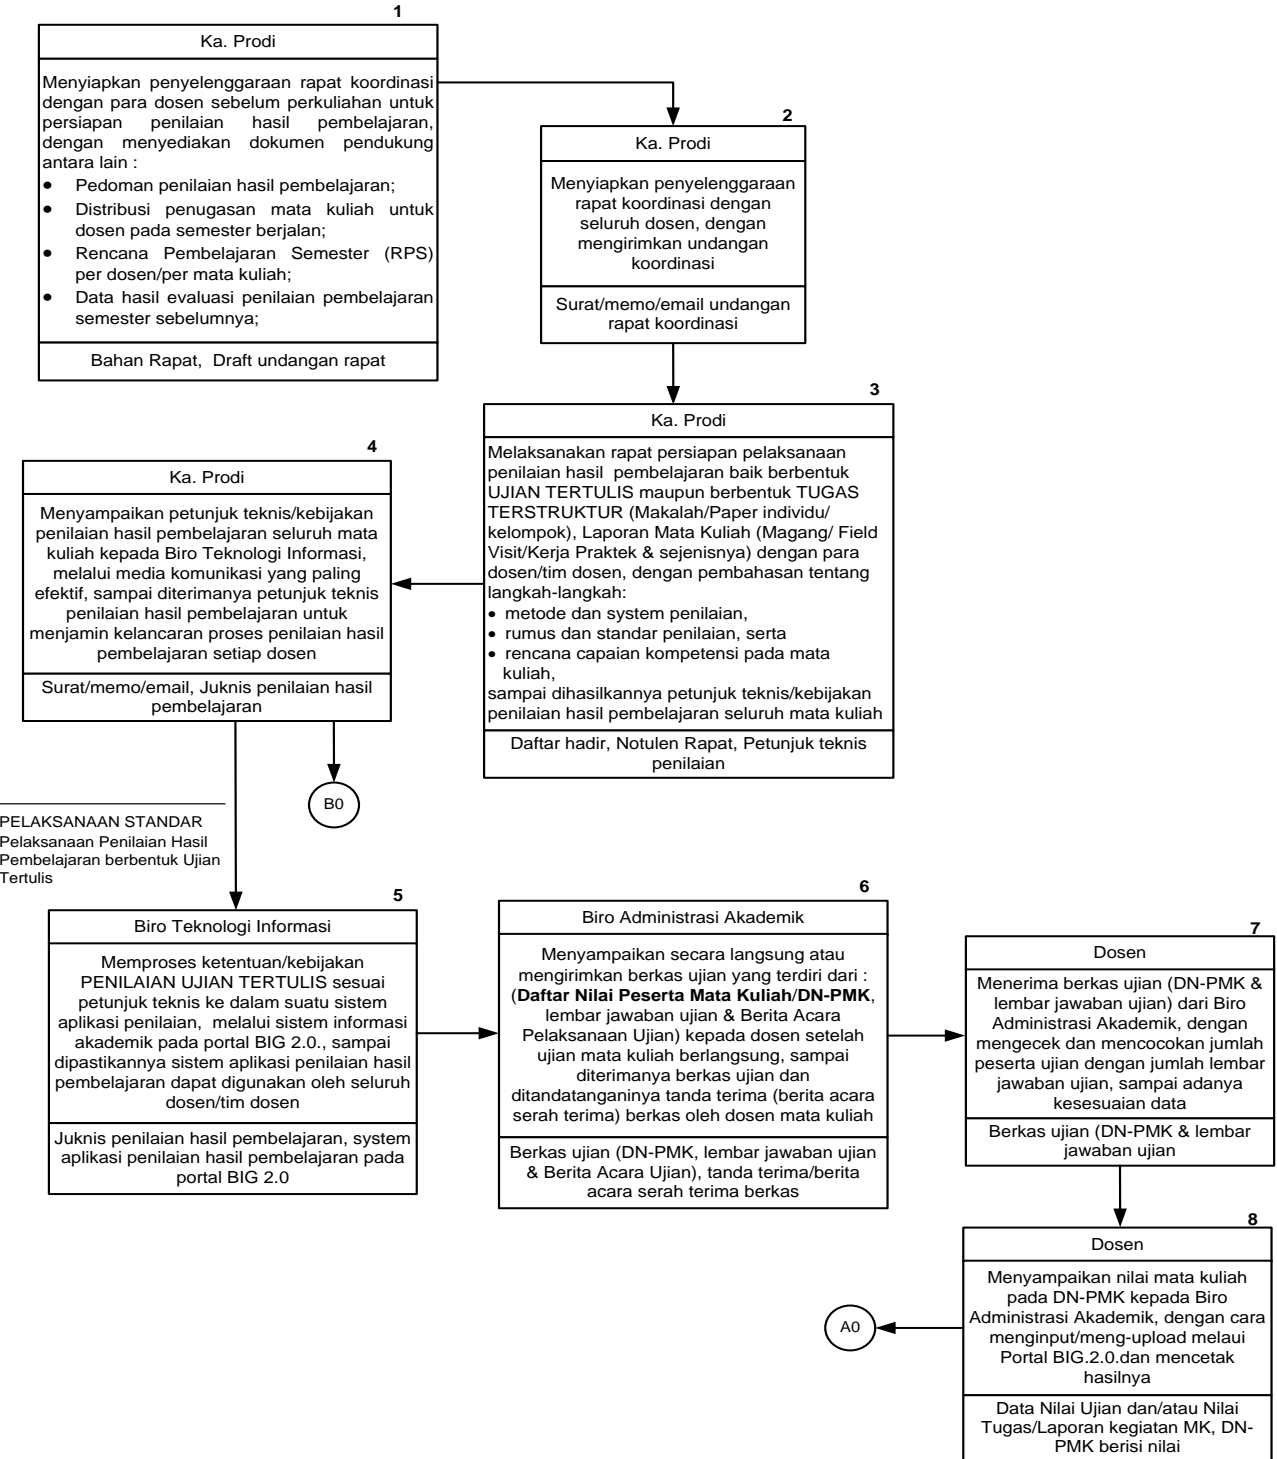 1
Ka. Prodi
Menyiapkan penyelenggaraan rapat koordinasi
dengan para dosen sebelum perkuliahan untuk
persiapan penilaian hasil pembelajaran,
dengan menyediakan dokumen pendukung
antara lain :
• Pedoman penilaian hasil pembelajaran;
• Distribusi penugasan mata kuliah untuk
dosen pada semester berjalan;
• Rencana Pembelajaran Semester (RPS)
per dosen/per mata kuliah;
• Data hasil evaluasi penilaian pembelajaran
semester sebelumnya;
Bahan Rapat, Draft undangan rapat
2
Ka. Prodi
Menyiapkan penyelenggaraan
rapat koordinasi dengan
seluruh dosen, dengan
mengirimkan undangan
koordinasi
Surat/memo/email undangan
rapat koordinasi
3
Ka. Prodi
Melaksanakan rapat persiapan pelaksanaan
penilaian hasil pembelajaran baik berbentuk
UJIAN TERTULIS maupun berbentuk TUGAS
TERSTRUKTUR (Makalah/Paper individu/
kelompok), Laporan Mata Kuliah (Magang/ Field
Visit/Kerja Praktek & sejenisnya) dengan para
dosen/tim dosen, dengan pembahasan tentang
langkah-langkah:
• metode dan system penilaian,
• rumus dan standar penilaian, serta
• rencana capaian kompetensi pada mata
kuliah,
sampai dihasilkannya petunjuk teknis/kebijakan
penilaian hasil pembelajaran seluruh mata kuliah
Daftar hadir, Notulen Rapat, Petunjuk teknis
penilaian
4
Ka. Prodi
Menyampaikan petunjuk teknis/kebijakan
penilaian hasil pembelajaran seluruh mata
kuliah kepada Biro Teknologi Informasi,
melalui media komunikasi yang paling
efektif, sampai diterimanya petunjuk teknis
penilaian hasil pembelajaran untuk
menjamin kelancaran proses penilaian hasil
pembelajaran setiap dosen
Surat/memo/email, Juknis penilaian hasil
pembelajaran
B0
PELAKSANAAN STANDAR
Pelaksanaan Penilaian Hasil
Pembelajaran berbentuk Ujian
Tertulis
5
Biro Teknologi Informasi
Memproses ketentuan/kebijakan
PENILAIAN UJIAN TERTULIS sesuai
petunjuk teknis ke dalam suatu sistem
aplikasi penilaian, melalui sistem informasi
akademik pada portal BIG 2.0., sampai
dipastikannya sistem aplikasi penilaian hasil
pembelajaran dapat digunakan oleh seluruh
dosen/tim dosen
Juknis penilaian hasil pembelajaran, system
aplikasi penilaian hasil pembelajaran pada
portal BIG 2.0
6
Biro Administrasi Akademik
Menyampaikan secara langsung atau
mengirimkan berkas ujian yang terdiri dari :
(Daftar Nilai Peserta Mata Kuliah/DN-PMK,
lembar jawaban ujian & Berita Acara
Pelaksanaan Ujian) kepada dosen setelah
ujian mata kuliah berlangsung, sampai
diterimanya berkas ujian dan
ditandatanganinya tanda terima (berita acara
serah terima) berkas oleh dosen mata kuliah
Berkas ujian (DN-PMK, lembar jawaban ujian
& Berita Acara Ujian), tanda terima/berita
acara serah terima berkas
7
Dosen
Menerima berkas ujian (DN-PMK &
lembar jawaban ujian) dari Biro
Administrasi Akademik, dengan
mengecek dan mencocokan jumlah
peserta ujian dengan jumlah lembar
jawaban ujian, sampai adanya
kesesuaian data
Berkas ujian (DN-PMK & lembar
jawaban ujian
8
Dosen
Menyampaikan nilai mata kuliah
pada DN-PMK kepada Biro
Administrasi Akademik, dengan cara
menginput/meng-upload melaui
Portal BIG.2.0.dan mencetak
hasilnya
Data Nilai Ujian dan/atau Nilai
Tugas/Laporan kegiatan MK, DN-
PMK berisi nilai
A0